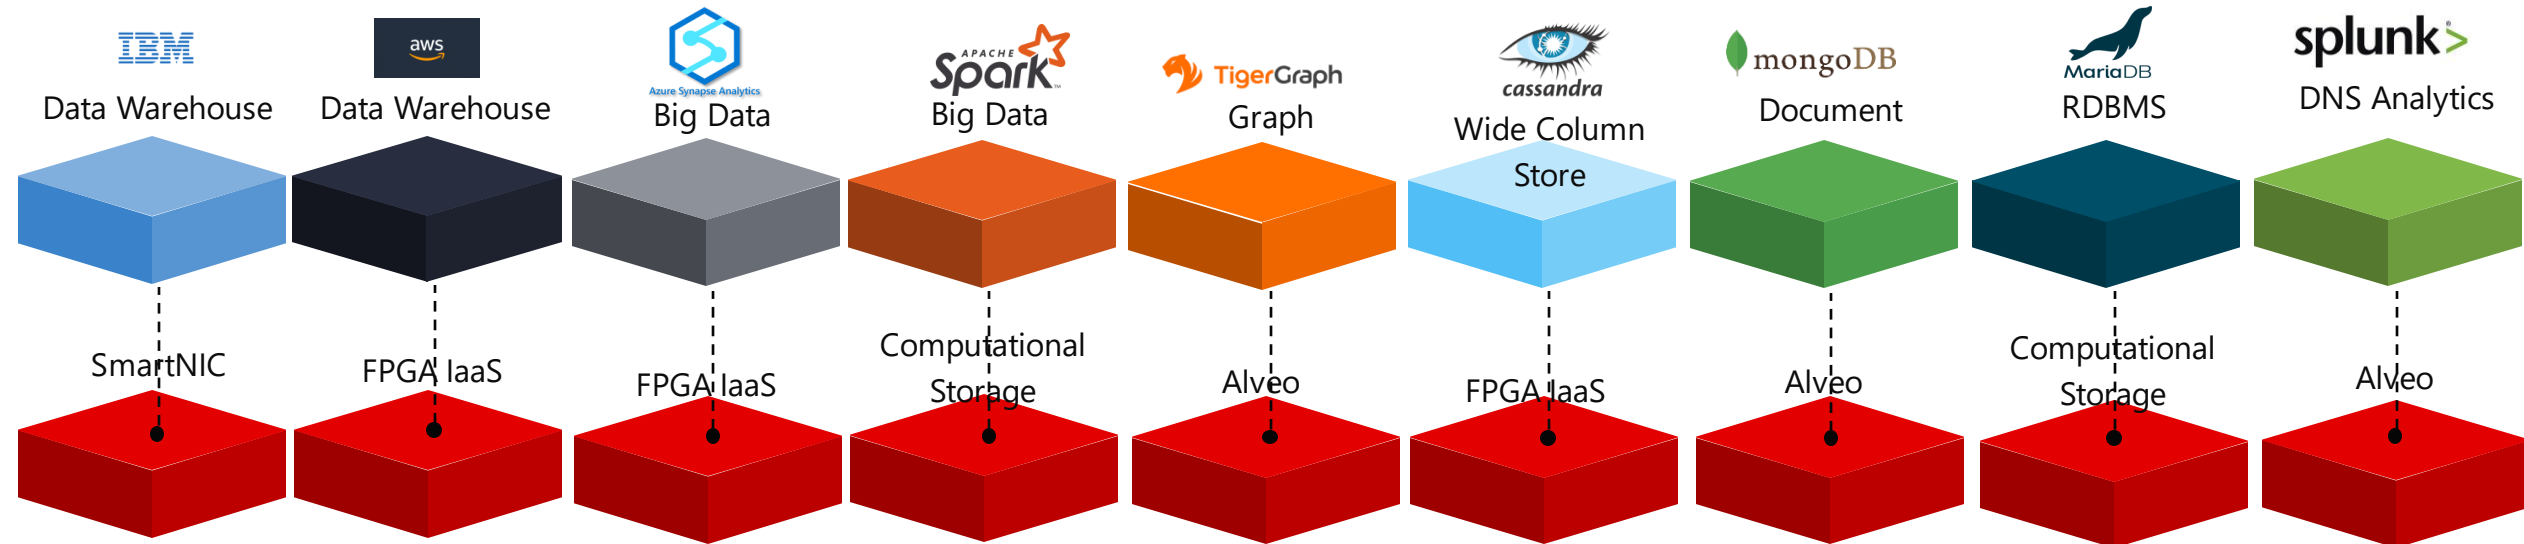 IBM
Data Warehouse
aws
Data Warehouse
Azure Synapse Analytics
Big Data
APACHE
Spark™
Big Data
TigerGraph
Graph
cassandra
Wide Column
Store
mongoDB
Document
MariaDB
RDBMS
splunk>
DNS Analytics
SmartNIC
FPGA IaaS
FPGA IaaS
Computational
Storage
Alveo
FPGA IaaS
Alveo
Computational
Storage
Alveo